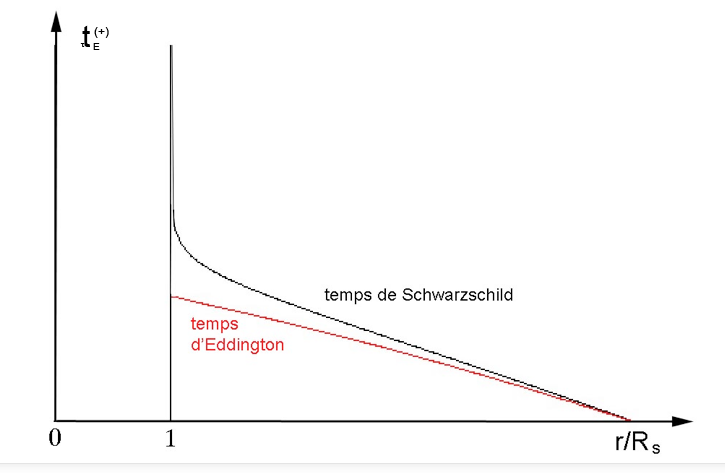 t(+)E
temps de Schwarzschild
temps
d'Eddington
0
1
r/Rs